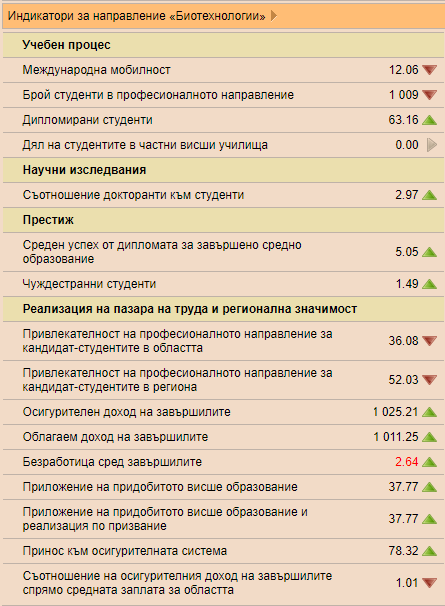 Индикатори за направление «Биотехнологии»
Учебен процес
Международна мобилност 12.06
Брой студенти в професионалното направление 1 009
Дипломирани студенти 63.16
Дял на студентите в частни висши училища 0.00
Научни изследвания
Съотношение докторанти към студенти 2.97
Престиж
Среден успех от дипломата за завършено средно
образование 5.05
Чуждестранни студенти 1.49
Реализация на пазара на труда и регионална значимост
Привлекателност на професионалното направление за
кандидат-студентите в областта 36.08
Привлекателност на професионалното направление за
кандидат-студентите в региона 52.03
Осигурителен доход на завършилите 1 025.21
Облагаем доход на завършилите 1 011.25
Безработица сред завършилите 2.64
Приложение на придобитото висше образование 37.77
Приложение на придобитото висше образование и
реализация по призвание 37.77
Принос към осигурителната система 78.32
Съотношение на осигурителния доход на завършилите
спрямо средната заплата за областта 1.01